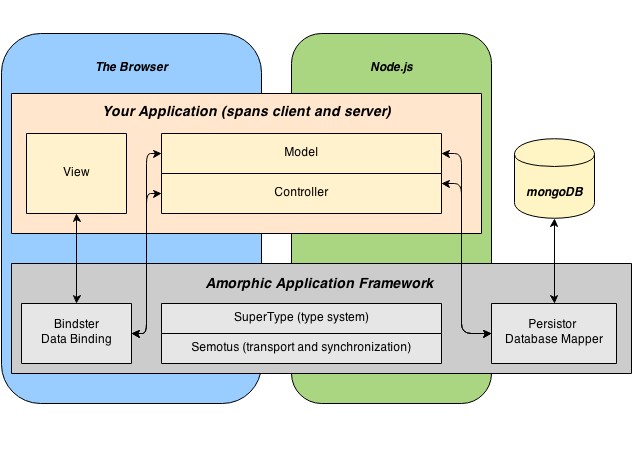 The Browser
Node.js
Your Application (spans client and server)
View
Model
Controller
mongoDB
Amorphic Application Framework
Bindster
Data Binding
SuperType (type system)
Semotus (transport and synchronization)
Persistor
Database Mapper